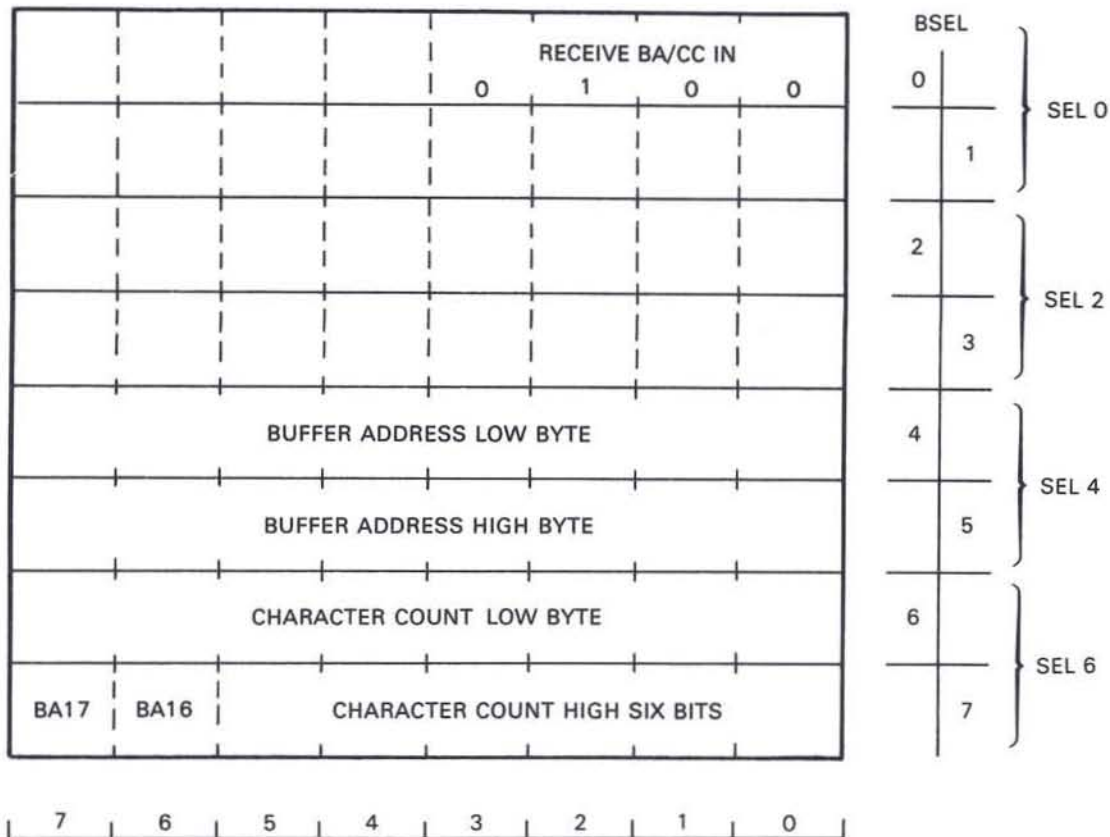 BSEL
RECEIVE BA/CC IN
0 1 0 0
0
SEL 0
1
2
SEL 2
3
BUFFER ADDRESS LOW BYTE
4
SEL 4
BUFFER ADDRESS HIGH BYTE
5
CHARACTER COUNT LOW BYTE
6
SEL 6
BA17 BA16 CHARACTER COUNT HIGH SIX BITS
7
7 6 5 4 3 2 1 0